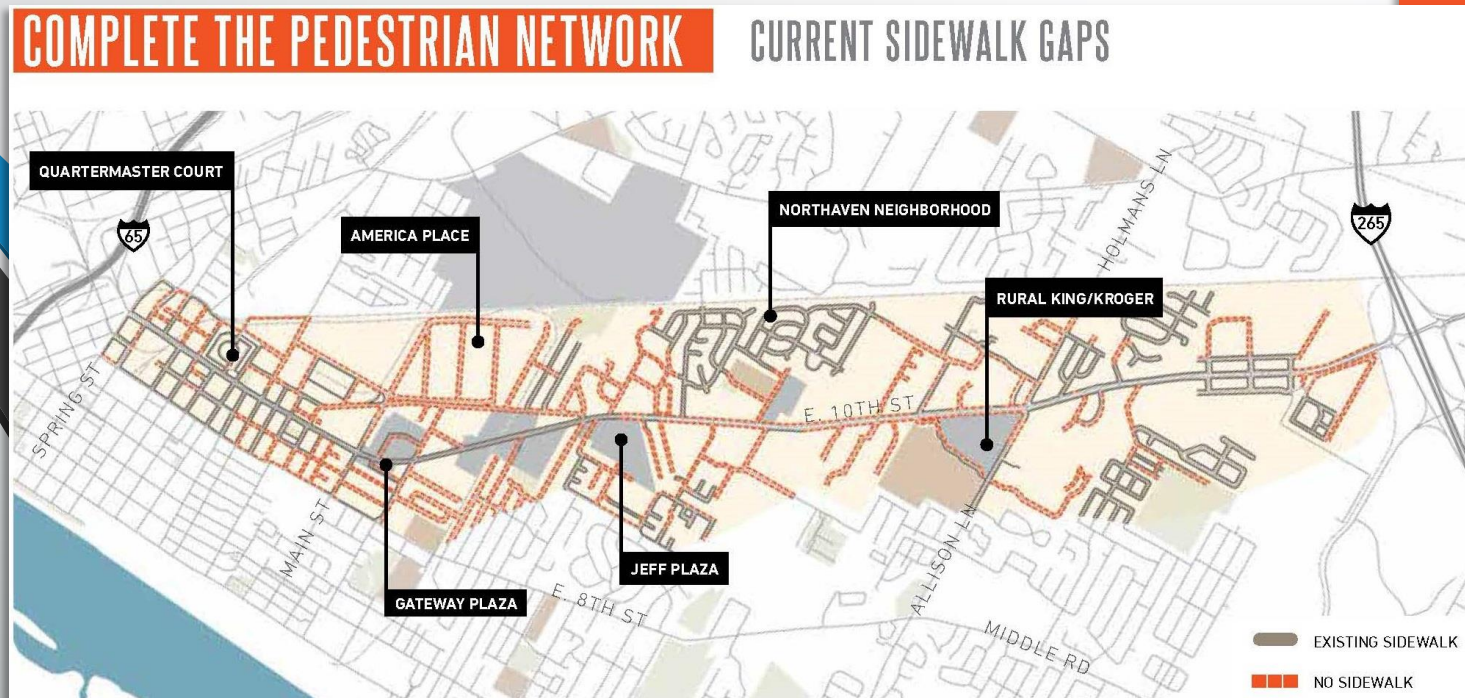 COMPLETE THE PEDESTRIAN NETWORK
CURRENT SIDEWALK GAPS
QUARTERMASTER COURT
65
AMERICA PLACE
NORTHAVEN NEIGHBORHOOD
HOLMANS LN
265
RURAL KING/KROGER
SPRING ST
E. 10TH ST
MAIN ST
GATEWAY PLAZA
JEFF PLAZA
E. 8TH ST
ALLISON LN
MIDDLE RD
EXISTING SIDEWALK
NO SIDEWALK